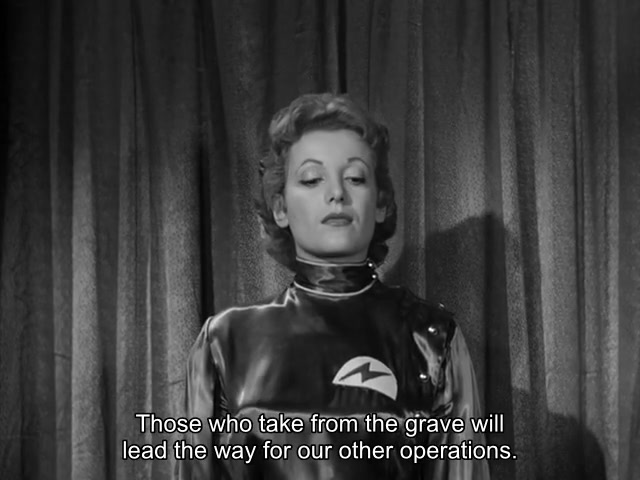 Those who take from the grave will
lead the way for our other operations.